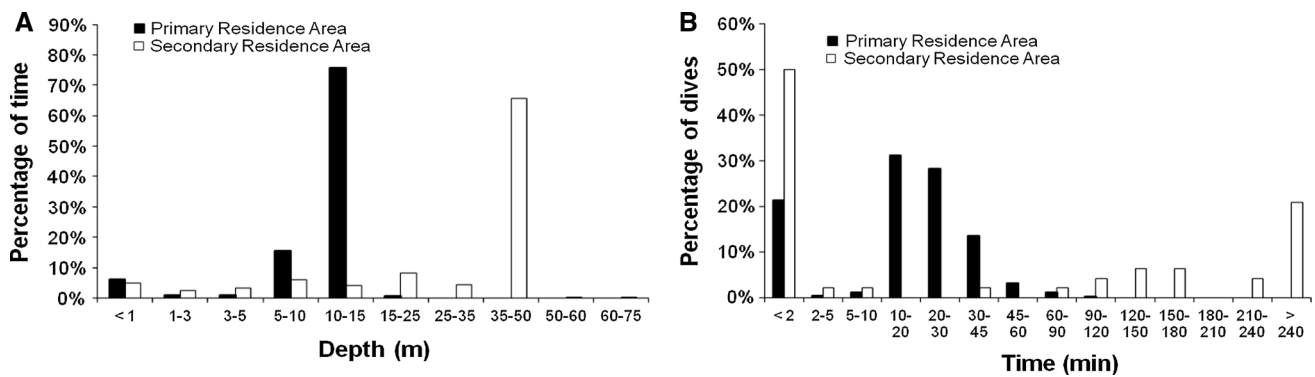 A
90%
80%
70%
60%
50%
40%
30%
20%
10%
0%
Percentage of time
Primary Residence Area
Secondary Residence Area
< 1 1-3 3-5 5-10 10-15 15-25 25-35 35-50 50-60 60-75
Depth (m)
B
60%
50%
40%
30%
20%
10%
0%
Percentage of dives
Primary Residence Area
Secondary Residence Area
< 2 2-5 5-10 10- 20- 30- 45- 60- 90- 120- 150- 180- 210- >
20 30 45 60 90 120 150 180 210 240 240
Time (min)